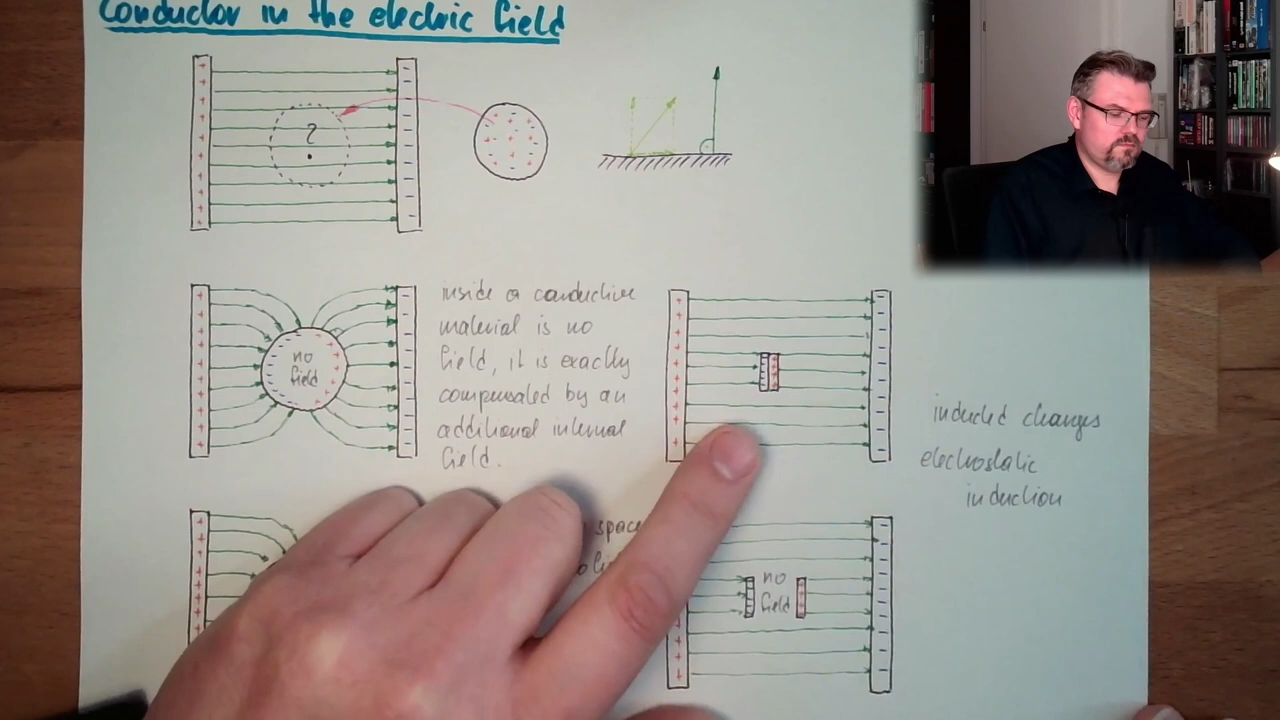 Conductor in the electric field
?
inside a conductive
material is no
field, it is exactly
compensated by an
additional internal
field.
no
field
induced charges
electrostatic
induction
space
no
field